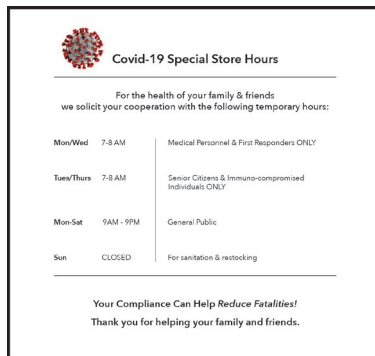 Covid-19 Special Store Hours
For the
health of your family & friends
we solicit your cooperation with the following temporary hours:
Mon/Wed 7-8 AM Medical Personnel & First Responders ONLY
Tues/Thurs 7-8 AM Senior Citizens & Immuno-compromised
Individuals ONLY
Mon-Sat 9AM - 9PM General Public
Sun CLOSED For sanitation & restocking
Your Compliance Can Help Reduce Fatalities!
Thank you for helping your family and friends.